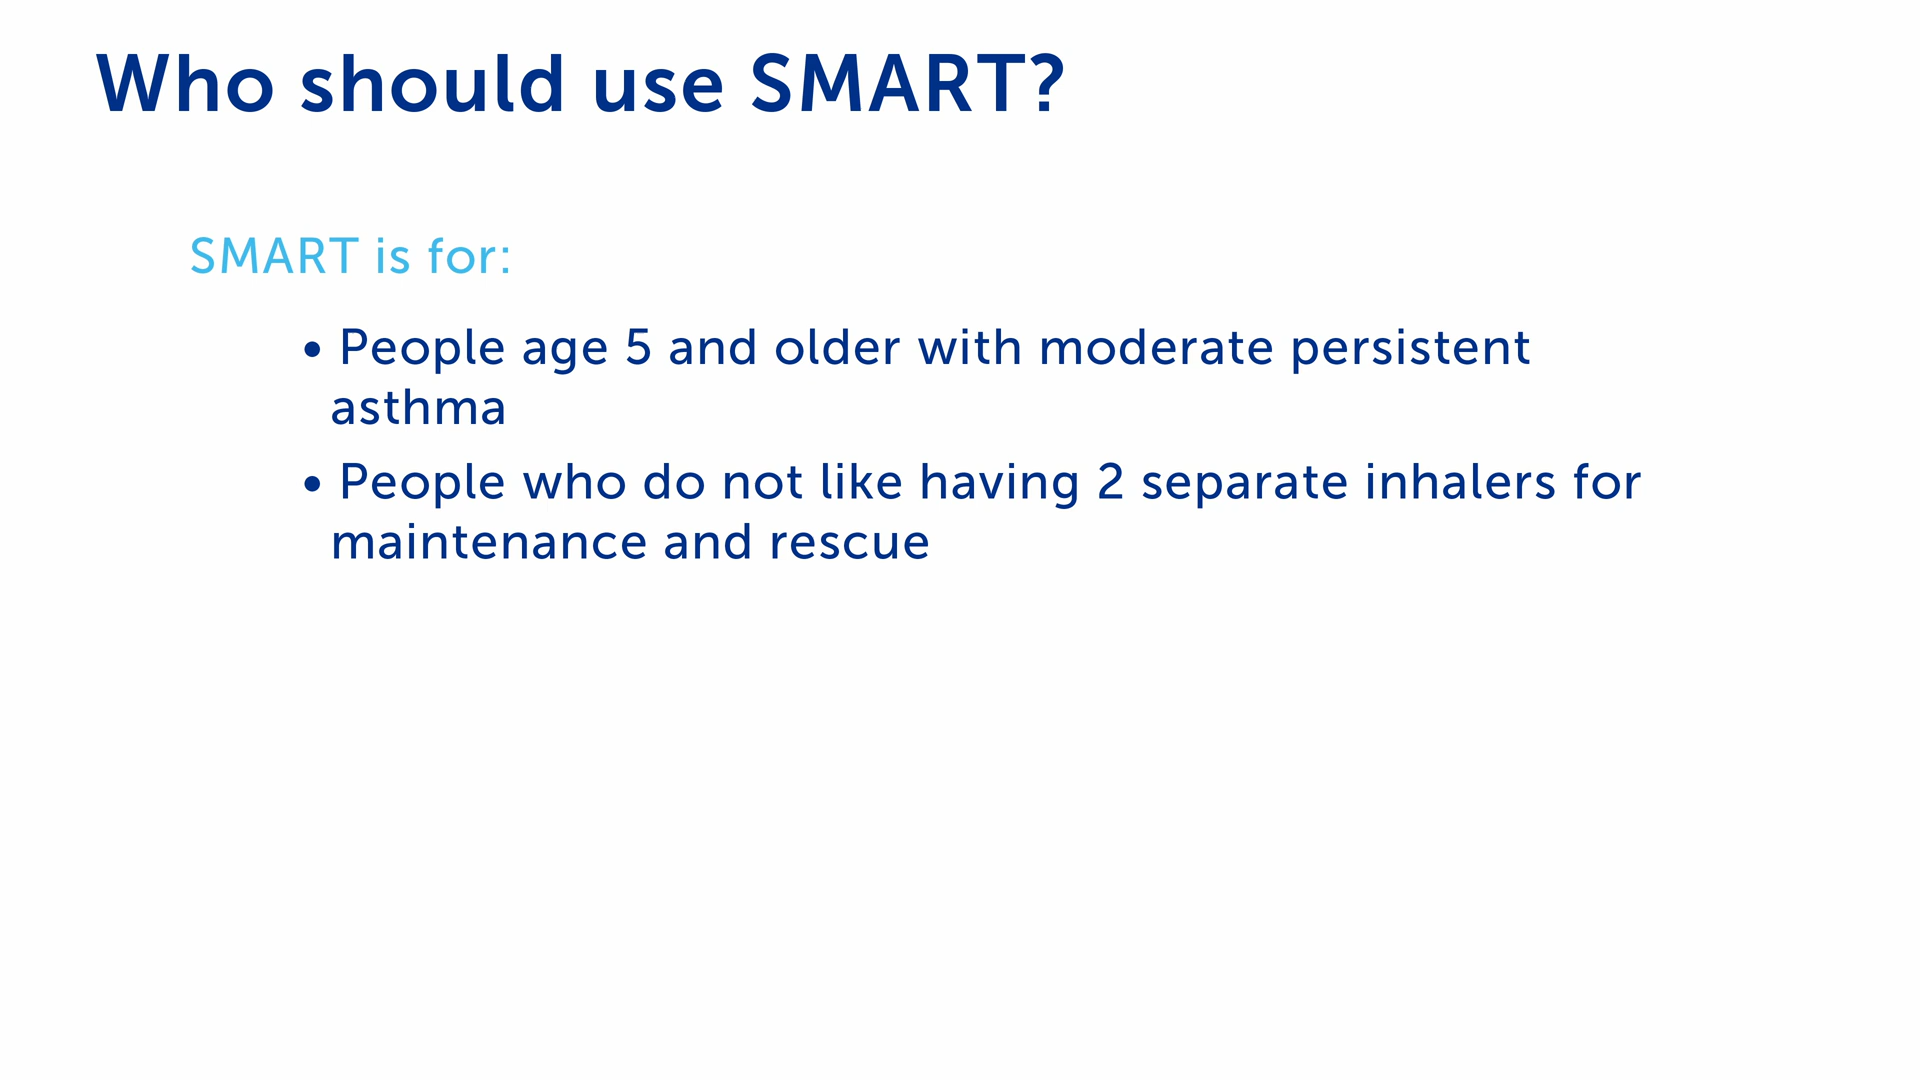 Who should use SMART?
SMART is for:
• People age 5 and older with moderate persistent
asthma
• People who do not like having 2 separate inhalers for
maintenance and rescue